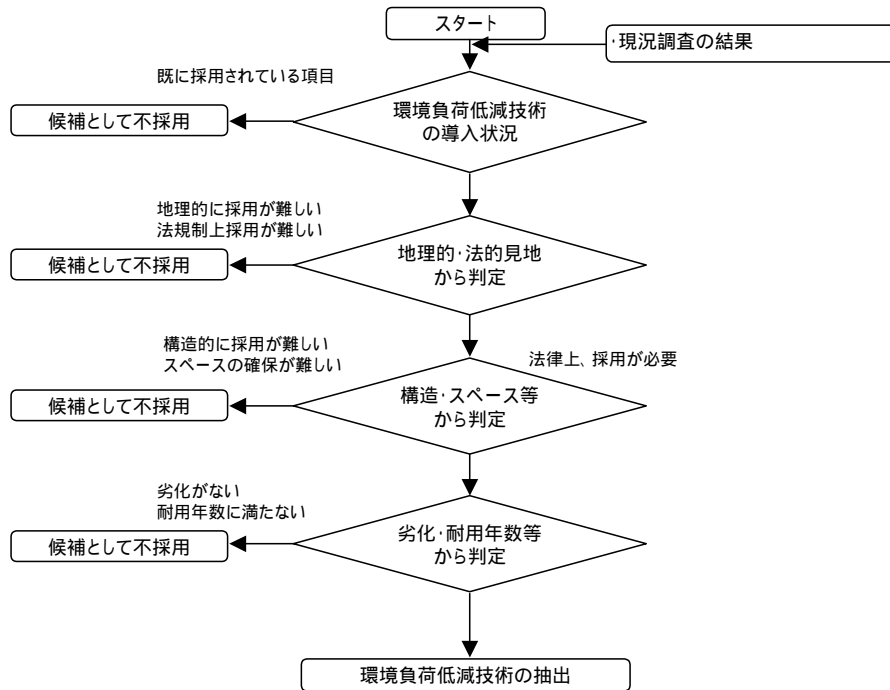 スタート
・現況調査の結果
既に採用されている項目
環境負荷低減技術
の導入状況
候補として不採用
地理的に採用が難しい
法規制上採用が難しい
地理的・法的見地
から判定
候補として不採用
構造的に採用が難しい
スペースの確保が難しい
法律上、採用が必要
構造・スペース等
から判定
候補として不採用
劣化がない
耐用年数に満たない
劣化・耐用年数等
から判定
候補として不採用
環境負荷低減技術の抽出